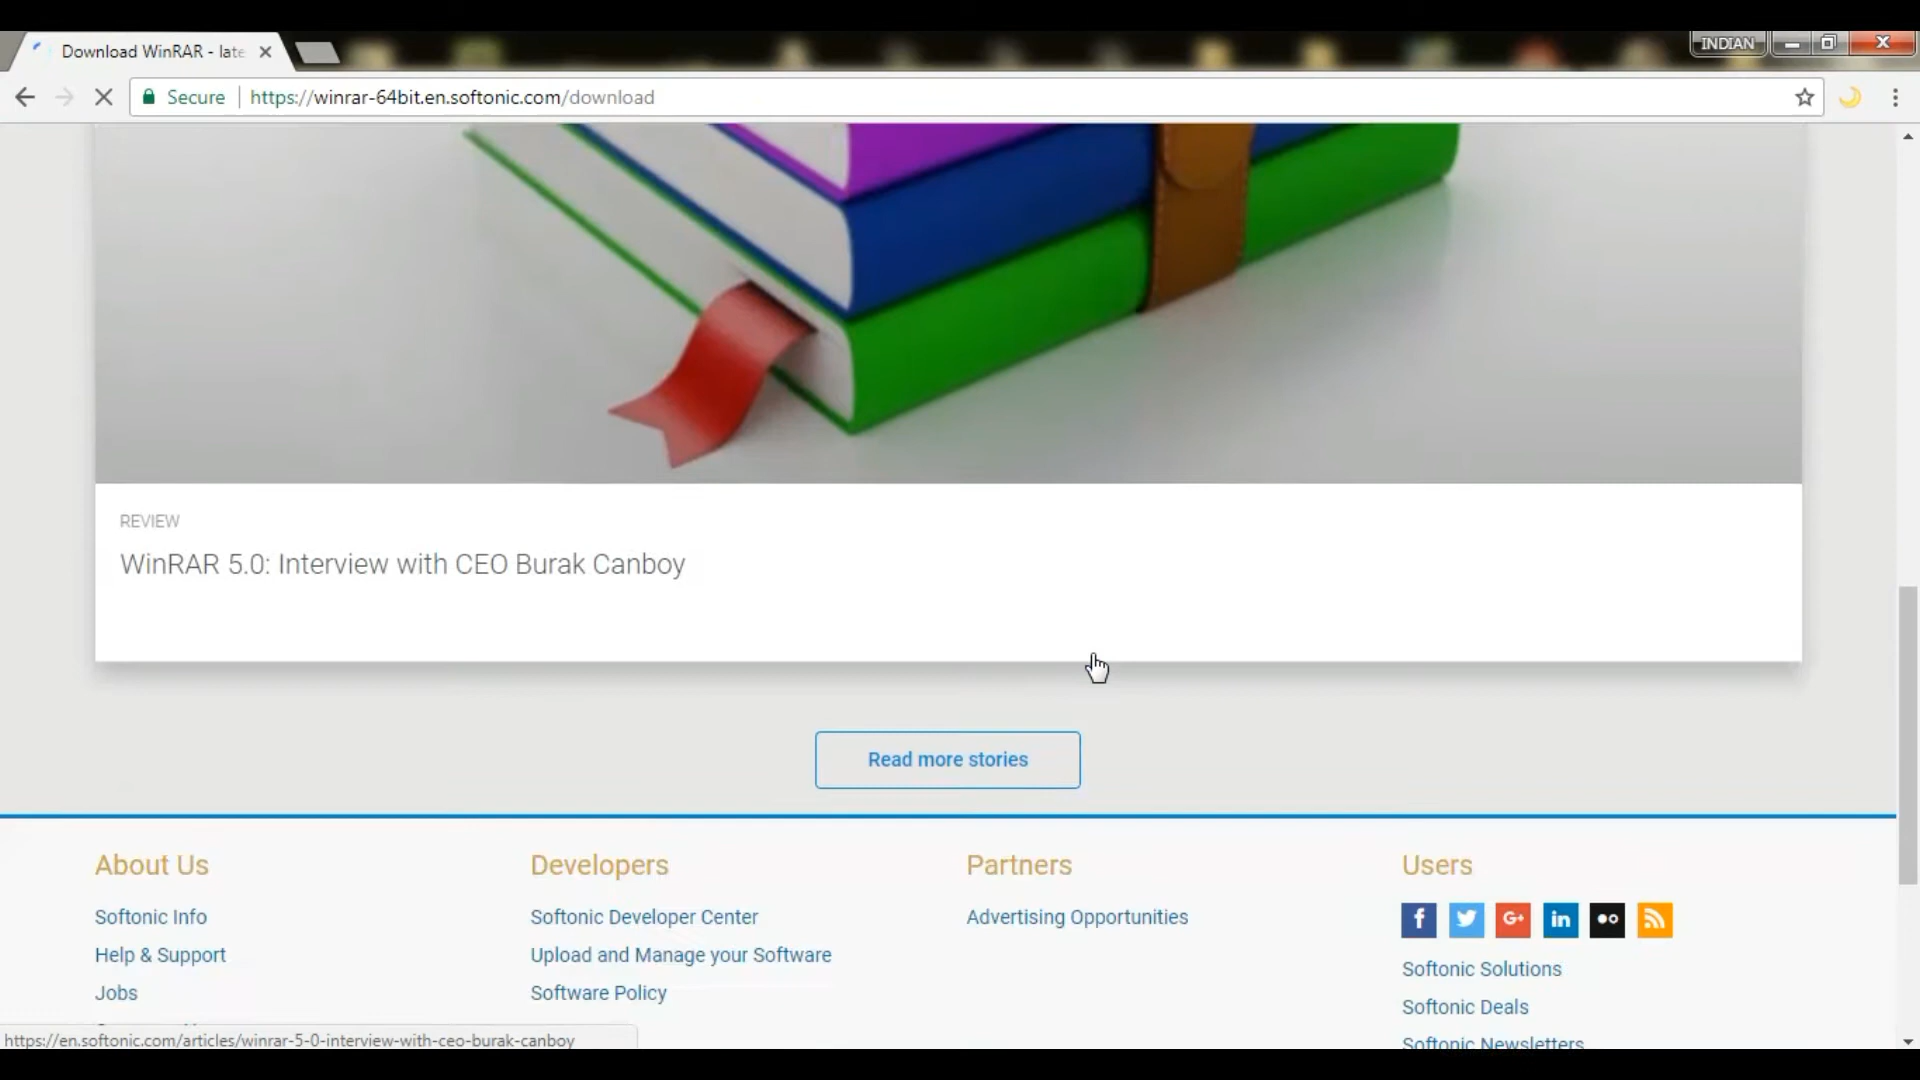 Download WinRAR - late
INDIAN
Secure
https://winrar-64bit.en.softonic.com/download
REVIEW
WinRAR 5.0: Interview with CEO Burak Canboy
Read more stories
About Us
Developers
Partners
Users
Softonic Info
Softonic Developer Center
Advertising Opportunities
f
G+
in
Help & Support
Upload and Manage your Software
Softonic Solutions
Jobs
Software Policy
Softonic Deals
https://en.softonic.com/articles/winrar-5-0-interview-with-ceo-burak-canboy
Softonic Newsletters